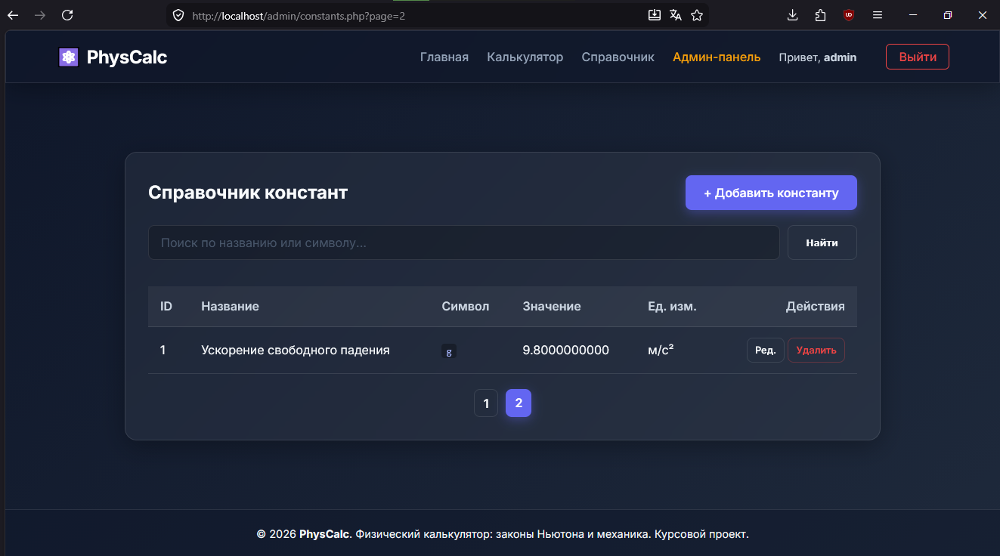 http://localhost/admin/constants.php?page=2
PhysCalc
Главная Калькулятор Справочник Админ-панель Привет, admin Выйти
Справочник констант
+ Добавить константу
Поиск по названию или символу...
Найти
ID Название Символ Значение Ед. изм. Действия
1 Ускорение свободного падения g 9.8000000000 м/с² Ред. Удалить
1 2
© 2026 PhysCalc. Физический калькулятор: законы Ньютона и механика. Курсовой проект.